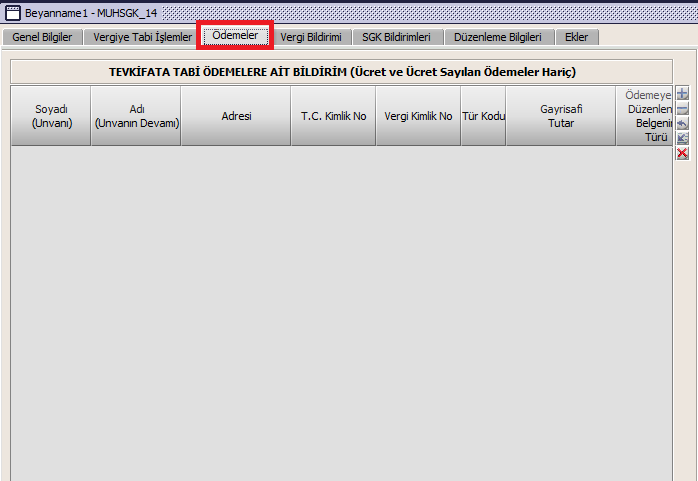 Beyanname1 - MUHSGK_14
Genel Bilgiler Vergiye Tabi İşlemler Ödemeler Vergi Bildirimi SGK Bildirimleri Düzenleme Bilgileri Ekler
TEVKİFATA TABİ ÖDEMELERE AİT BİLDİRİM (Ücret ve Ücret Sayılan Ödemeler Hariç)
Soyadı
(Unvanı)
Adı
(Unvanın Devamı)
Adresi
T.C. Kimlik No
Vergi Kimlik No
Tür Kodu
Gayrisafi
Tutar
Ödemeye
Düzenlen
Belgenin
Türü